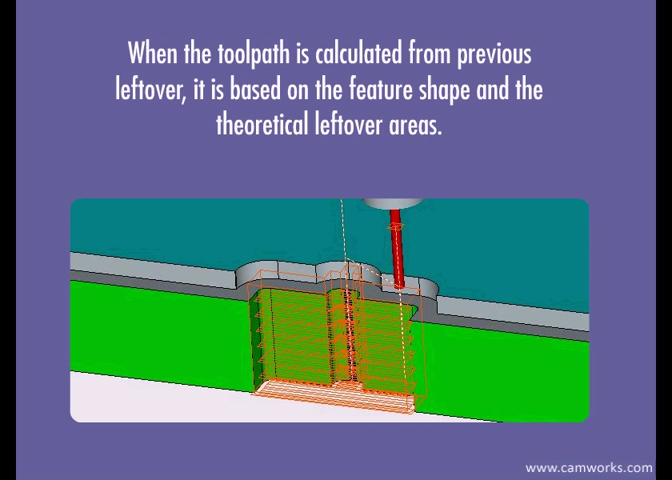 When the toolpath is calculated from previous
leftover, it is based on the feature shape and the
theoretical leftover areas.
www.camworks.com